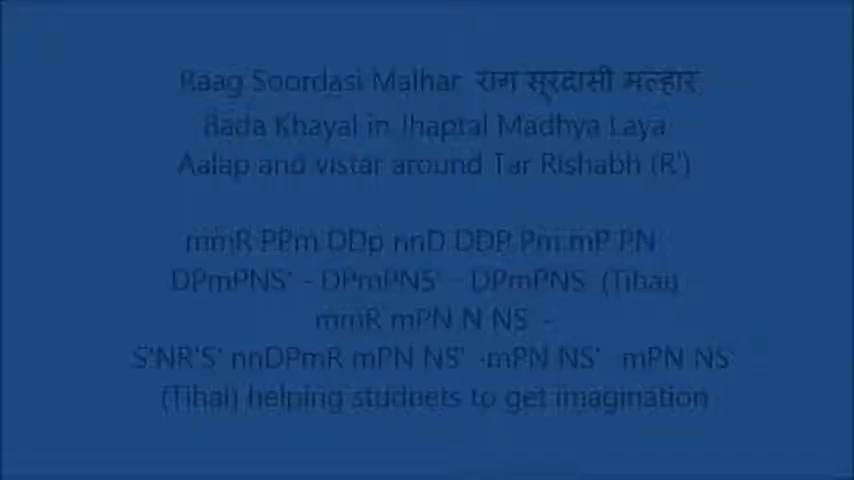 Raag Soordasi Malhar राग सूरदासी मल्हार
Bada Khayal in Jhaptal Madhya Laya
Aalap and vistar around Tar Rishabh (R')
mmR PPm DDp nnD DDP Pm mP PN
DPmPNS' - DPmPNS' - DPmPNS (Tihai)
mmR mPN N NS -
S'NR'S' nnDPmR mPN NS' -mPN NS' -mPN NS
(Tihai) helping studnets to get imagination